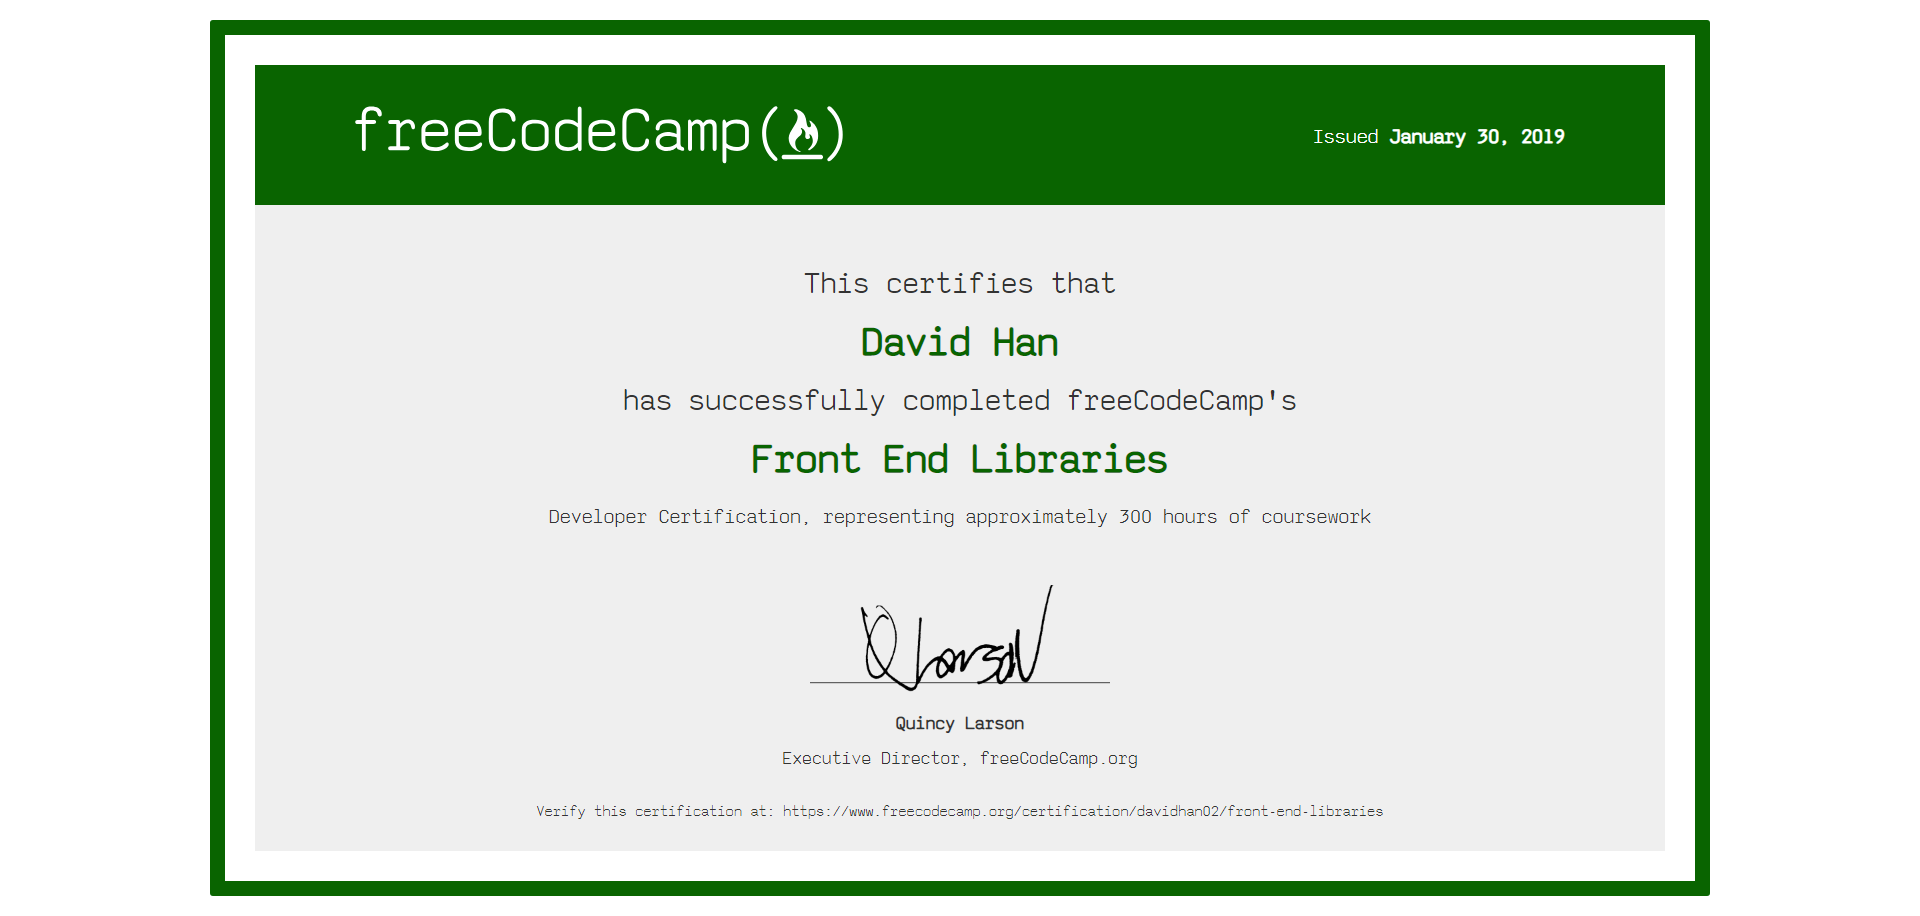 freeCodeCamp(🔥)
Issued January 30, 2019
This certifies that
David Han
has successfully completed freeCodeCamp's
Front End Libraries
Developer Certification, representing approximately 300 hours of coursework
Q Larson
Quincy Larson
Executive Director, freeCodeCamp.org
Verify this certification at: https://www.freecodecamp.org/certification/davidhan02/front-end-libraries